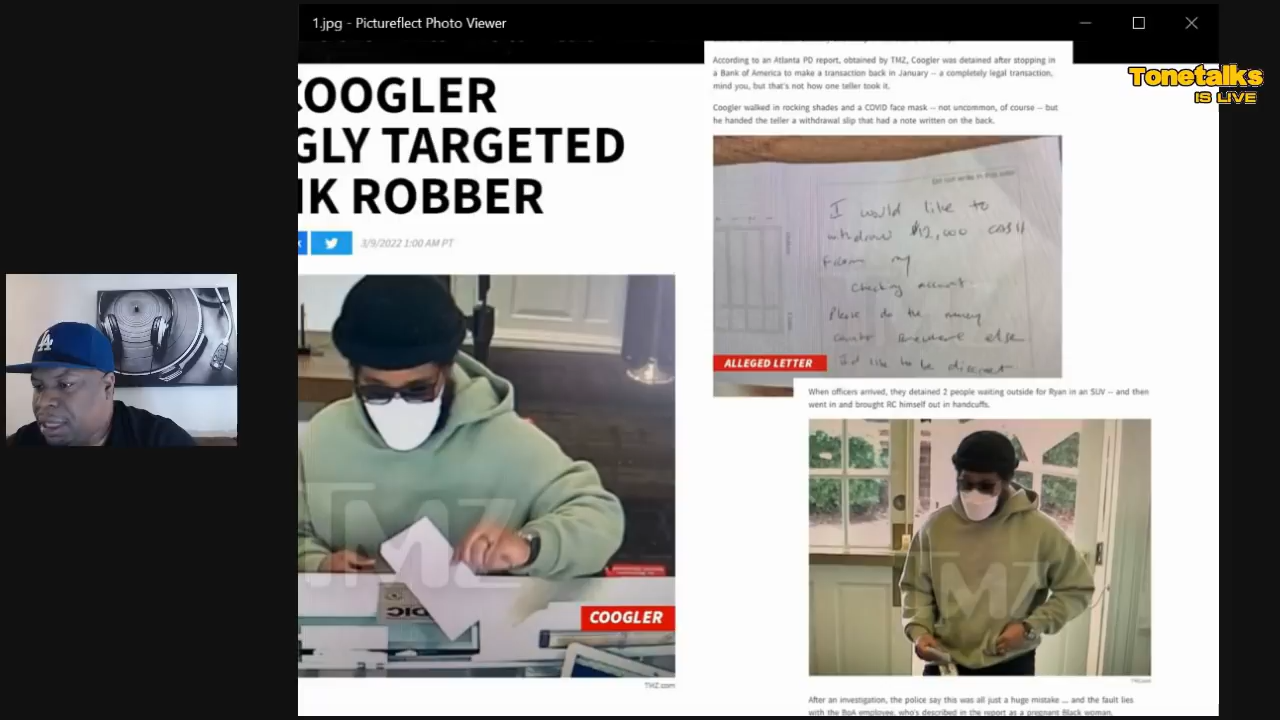 1.jpg - Pictureflect Photo Viewer
Tonetalks
IS LIVE
COOGLER
GLY TARGETED
NK ROBBER
3/9/2022 1:00 AM PT
TMZ
COOGLER
TMZ.com
According to an Atlanta PD report, obtained by TMZ, Coogler was detained after stopping in
a Bank of America to make a transaction back in January -- a completely legal transaction,
mind you, but that's not how one teller took it.
Coogler walked in rocking shades and a COVID face mask -- not uncommon, of course -- but
he handed the teller a withdrawal slip that had a note written on the back.
I would like to
withdraw $12,000 CASH
From my
checking account
Please do the money
count somewhere else
I'd like to be discreet
ALLEGED LETTER
When officers arrived, they detained 2 people waiting outside for Ryan in an SUV -- and then
went in and brought RC himself out in handcuffs.
TMZ
After an investigation, the police say this was all just a huge mistake ... and the fault lies
with the BoA employee, who's described in the report as a pregnant Black woman.
LA